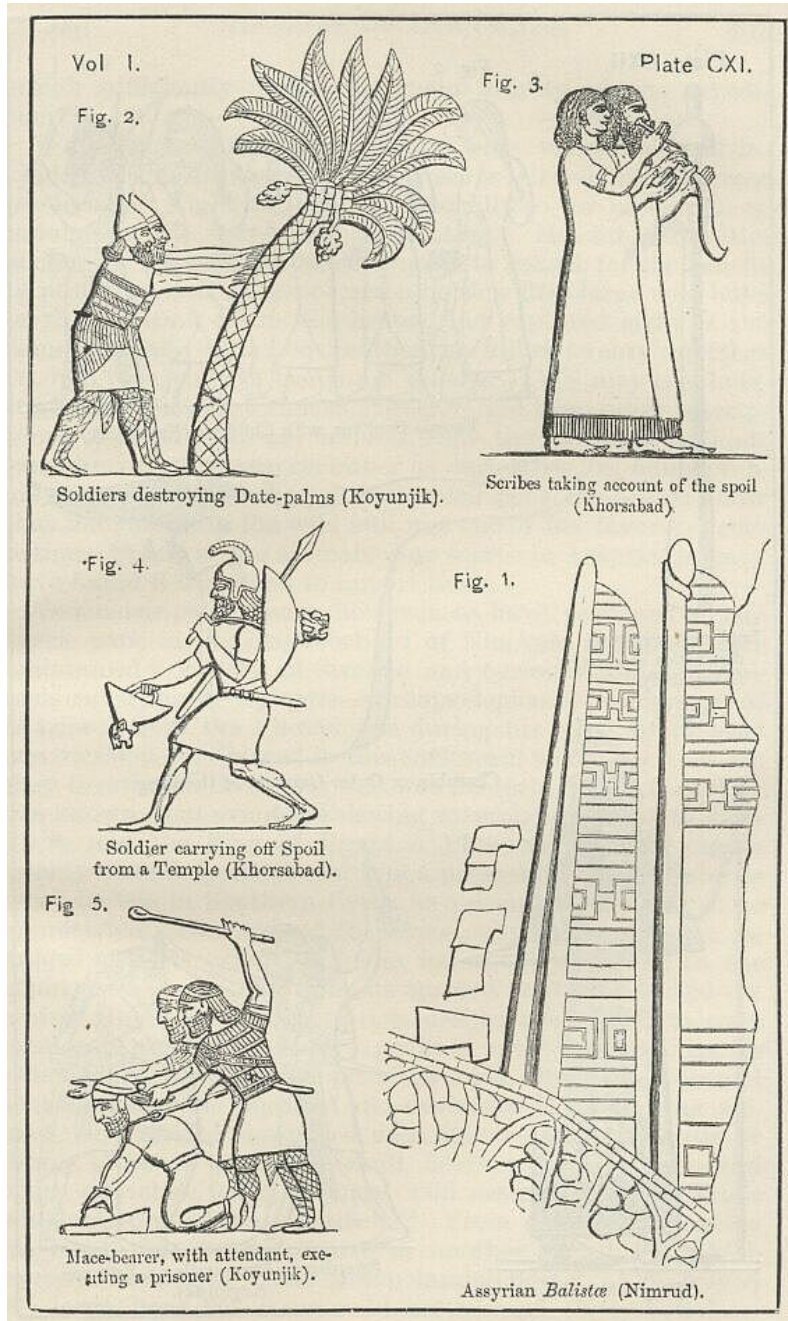 Vol 1.
Plate CXI.
Fig. 2.
Fig. 3.
Soldiers destroying Date-palms (Koyunjik).
Scribes taking account of the spoil
(Khorsabad).
Fig. 4.
Fig. 1.
Soldier carrying off Spoil
from a Temple (Khorsabad).
Fig 5.
Mace-bearer, with attendant, exe-
cuting a prisoner (Koyunjik).
Assyrian Balistæ (Nimrud).